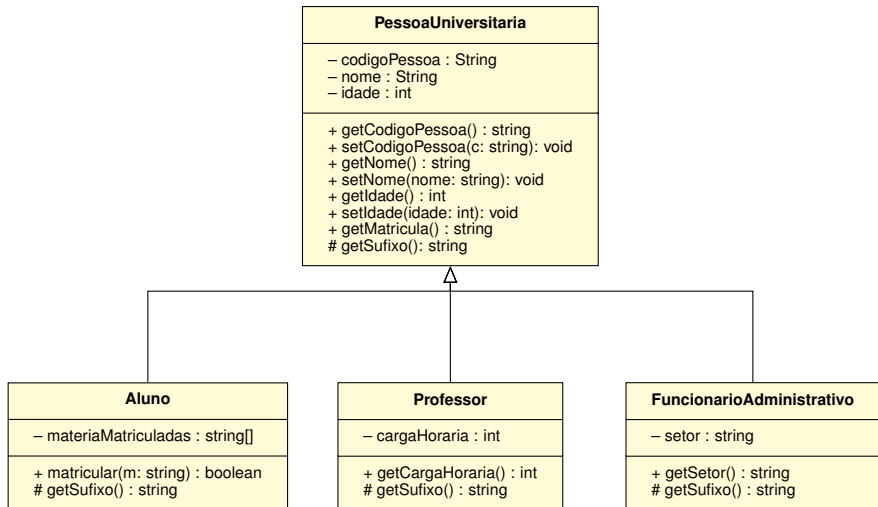 PessoaUniversitaria
– codigoPessoa : String
– nome : String
– idade : int
+ getCodigoPessoa() : string
+ setCodigoPessoa(c: string): void
+ getNome() : string
+ setNome(nome: string): void
+ getIdade() : int
+ setIdade(idade: int): void
+ getMatricula() : string
# getSufixo(): string
Aluno
– materiaMatriculadas : string[]
+ matricular(m: string) : boolean
# getSufixo() : string
Professor
– cargaHoraria : int
+ getCargaHoraria() : int
# getSufixo() : string
FuncionarioAdministrativo
– setor : string
+ getSetor() : string
# getSufixo() : string